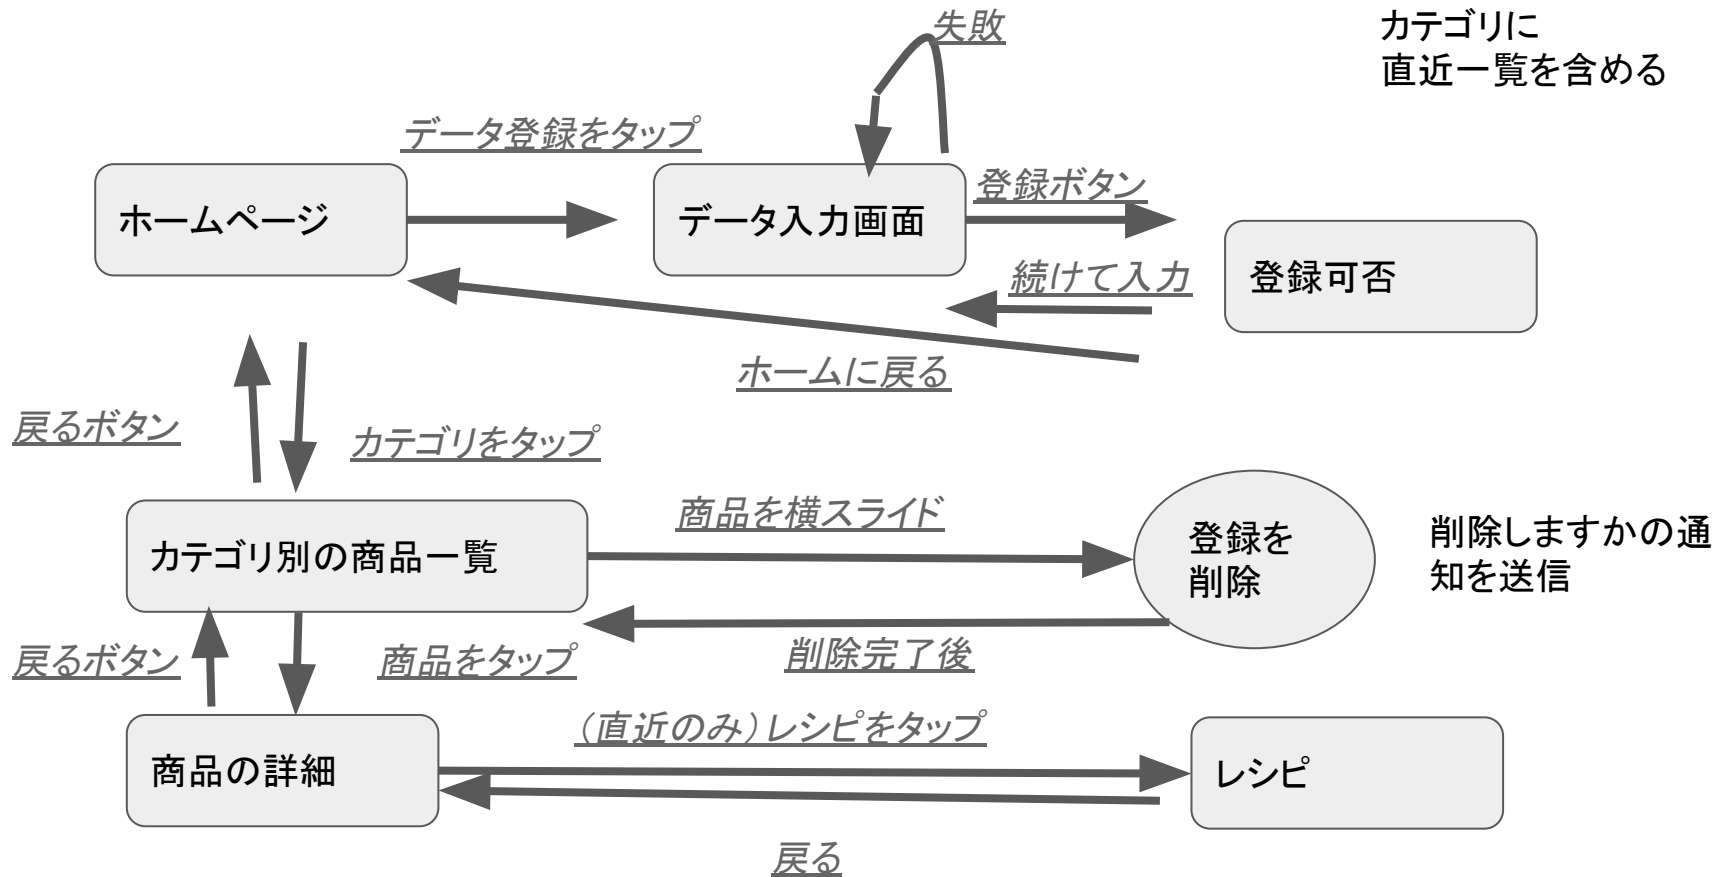 失敗
カテゴリに
直近一覧を含める
データ登録をタップ
ホームページ
データ入力画面
登録ボタン
続けて入力
登録可否
ホームに戻る
戻るボタン
カテゴリをタップ
商品を横スライド
カテゴリ別の商品一覧
登録を
削除
削除しますかの通
知を送信
戻るボタン
商品をタップ
削除完了後
(直近のみ)レシピをタップ
商品の詳細
レシピ
戻る